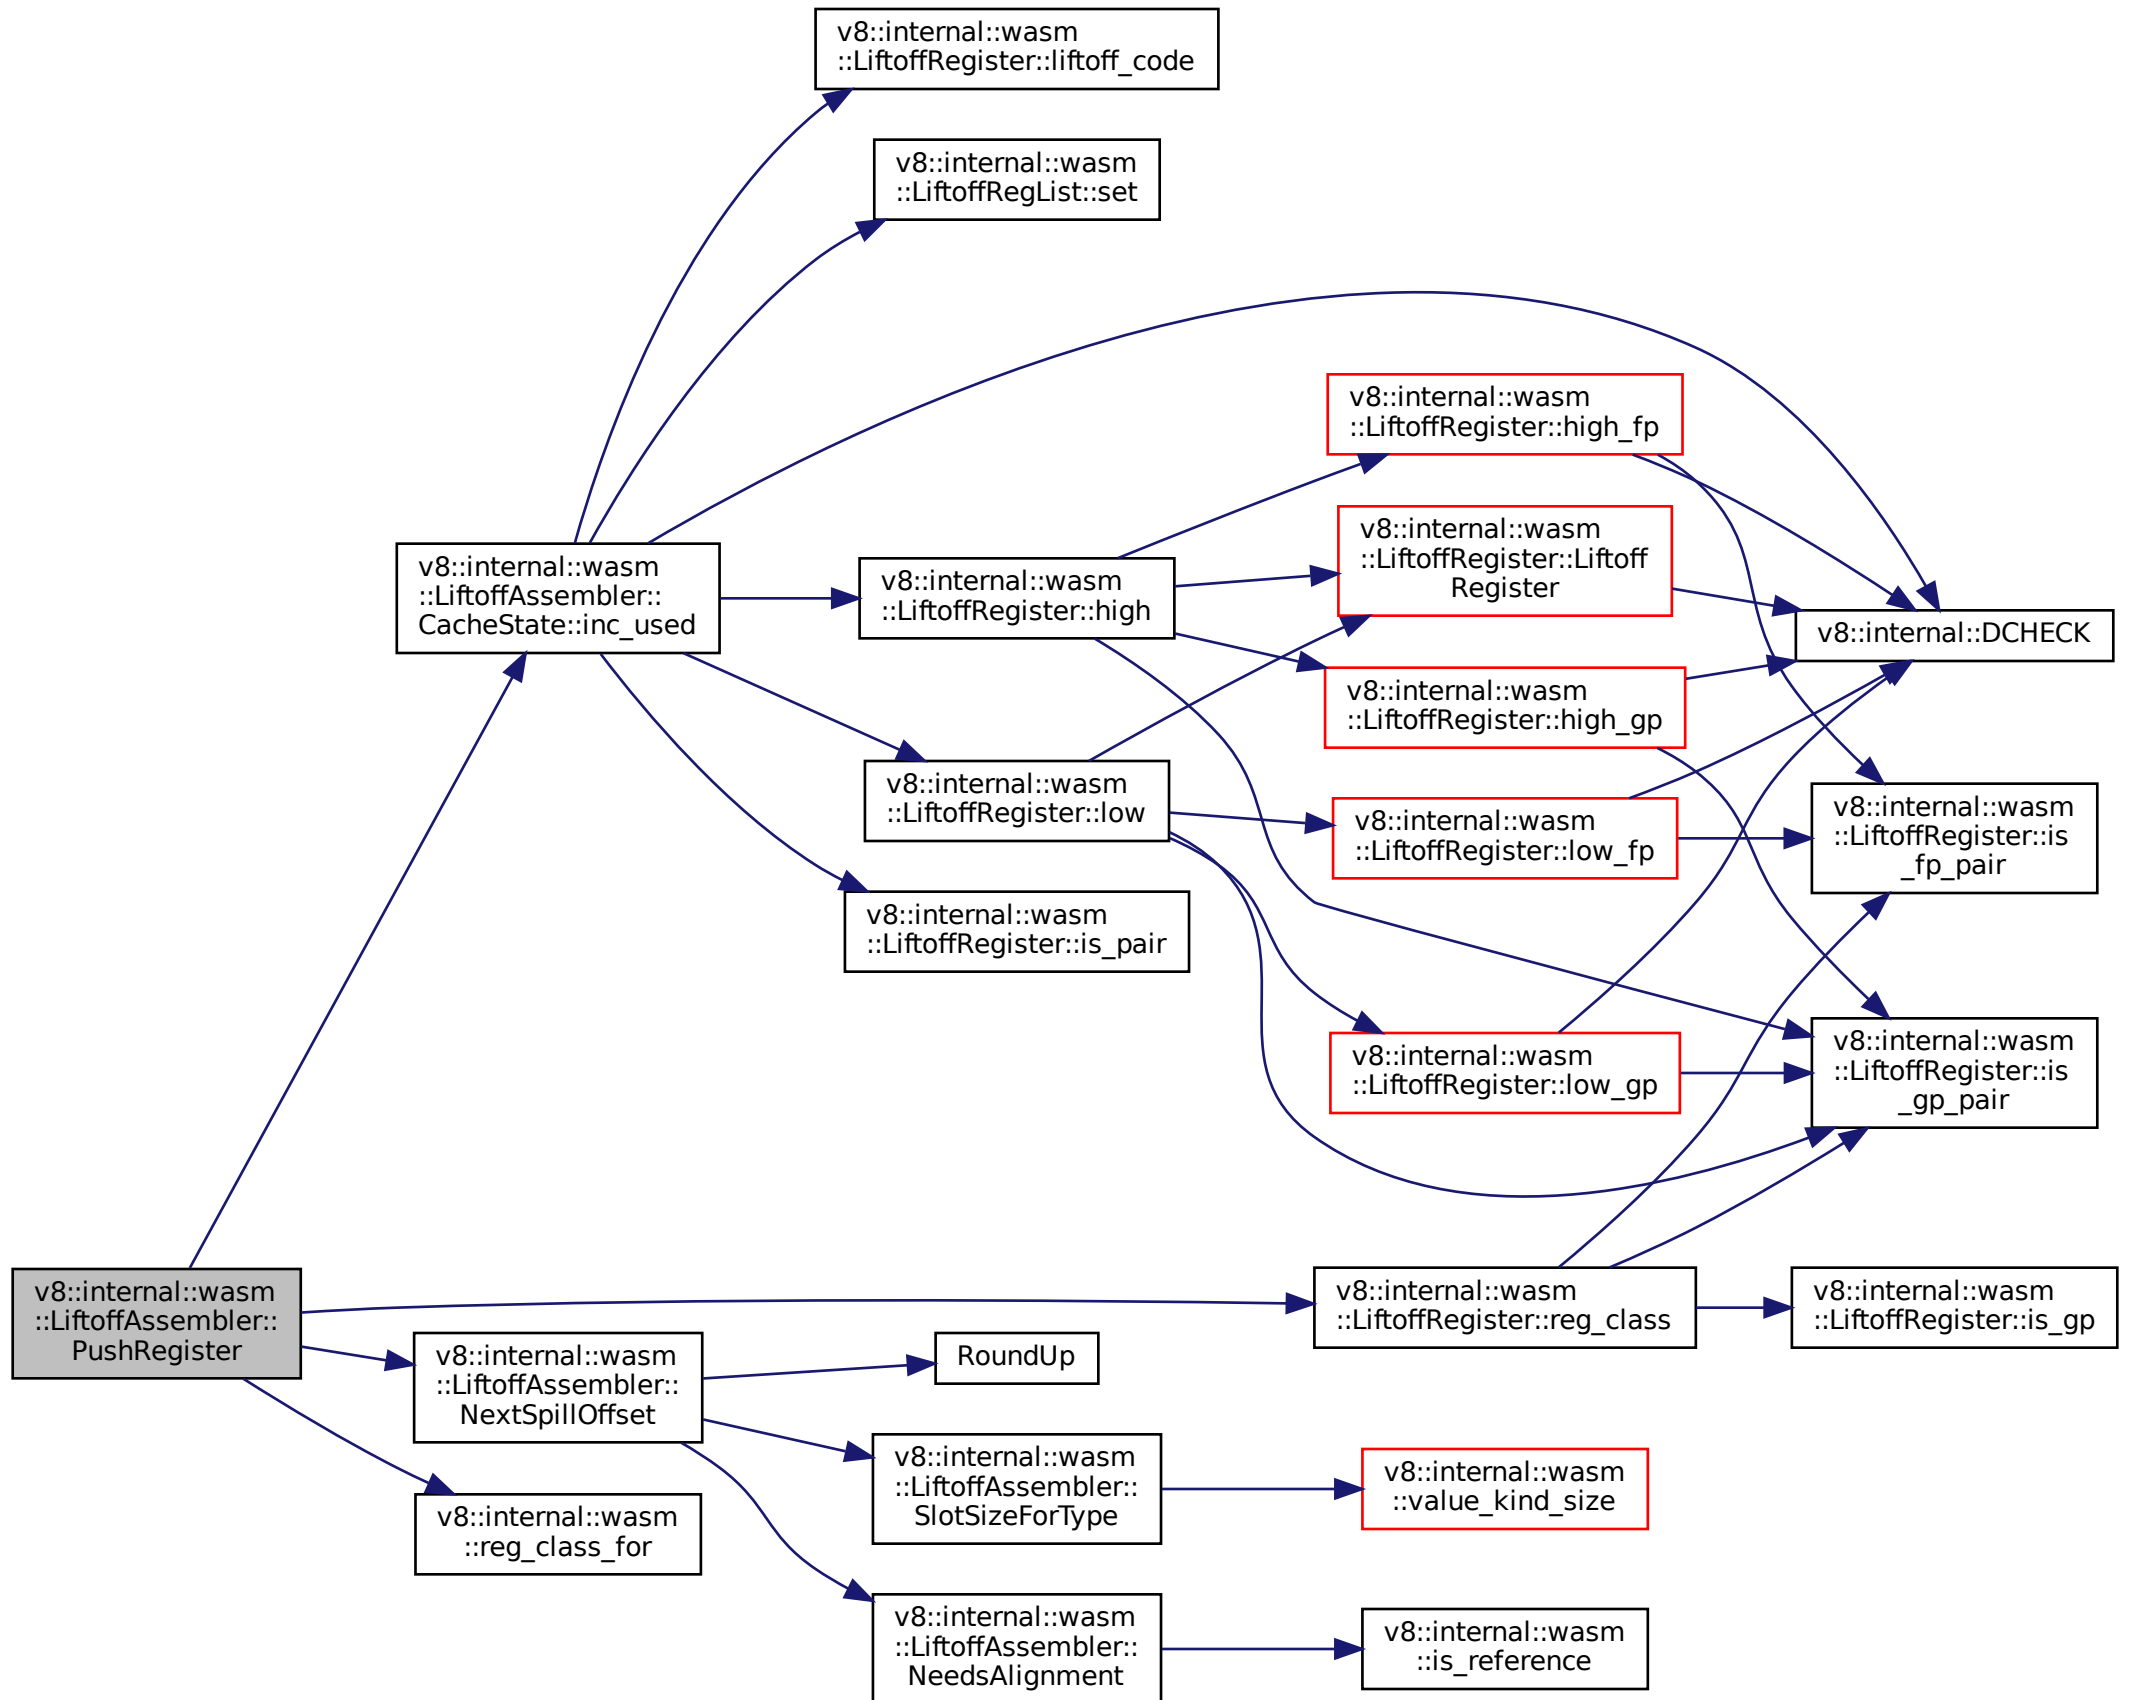 v8::internal::wasm
::LiftoffRegister::liftoff_code
v8::internal::wasm
::LiftoffRegList::set
v8::internal::wasm
::LiftoffRegister::high_fp
v8::internal::wasm
::LiftoffRegister::Liftoff
Register
v8::internal::wasm
::LiftoffAssembler::
CacheState::inc_used
v8::internal::wasm
::LiftoffRegister::high
v8::internal::DCHECK
v8::internal::wasm
::LiftoffRegister::high_gp
v8::internal::wasm
::LiftoffRegister::low
v8::internal::wasm
::LiftoffRegister::low_fp
v8::internal::wasm
::LiftoffRegister::is
_fp_pair
v8::internal::wasm
::LiftoffRegister::is_pair
v8::internal::wasm
::LiftoffRegister::low_gp
v8::internal::wasm
::LiftoffRegister::is
_gp_pair
v8::internal::wasm
::LiftoffAssembler::
PushRegister
v8::internal::wasm
::LiftoffRegister::reg_class
v8::internal::wasm
::LiftoffRegister::is_gp
v8::internal::wasm
::LiftoffAssembler::
NextSpillOffset
RoundUp
v8::internal::wasm
::LiftoffAssembler::
SlotSizeForType
v8::internal::wasm
::value_kind_size
v8::internal::wasm
::reg_class_for
v8::internal::wasm
::LiftoffAssembler::
NeedsAlignment
v8::internal::wasm
::is_reference